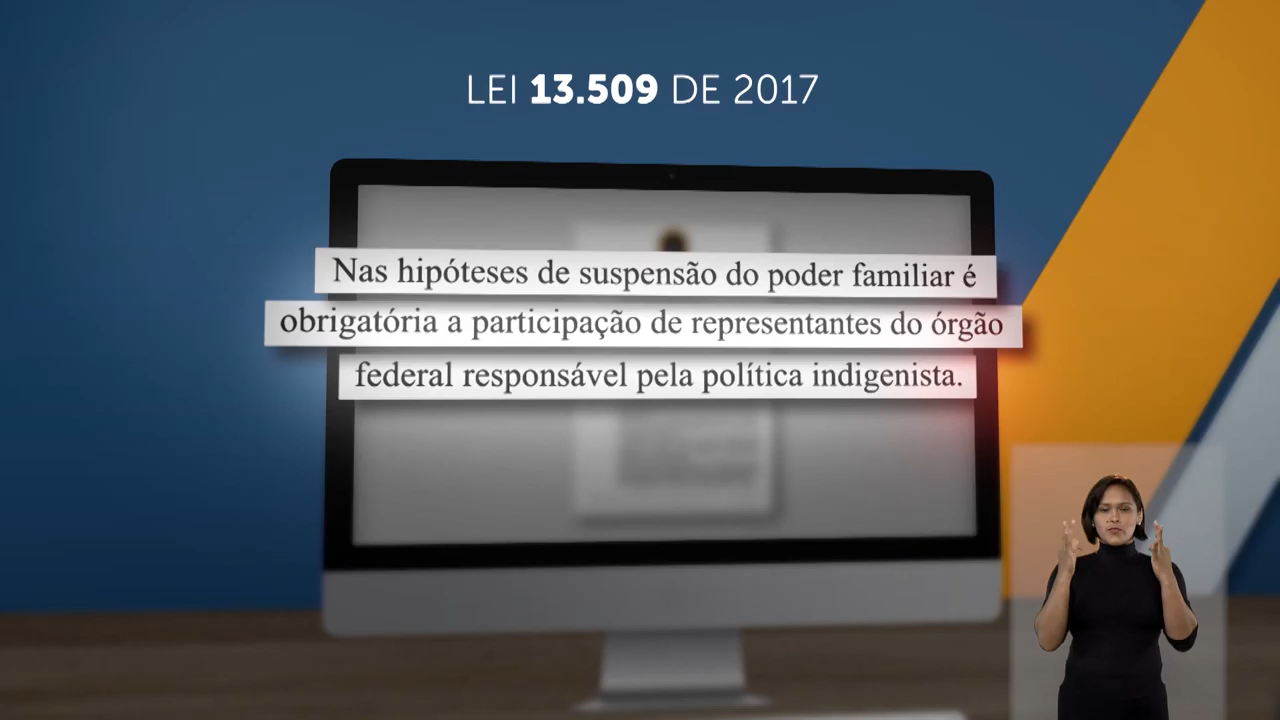 LEI 13.509 DE 2017
Nas hipóteses de suspensão do poder familiar é
obrigatória a participação de representantes do órgão
federal responsável pela política indigenista.